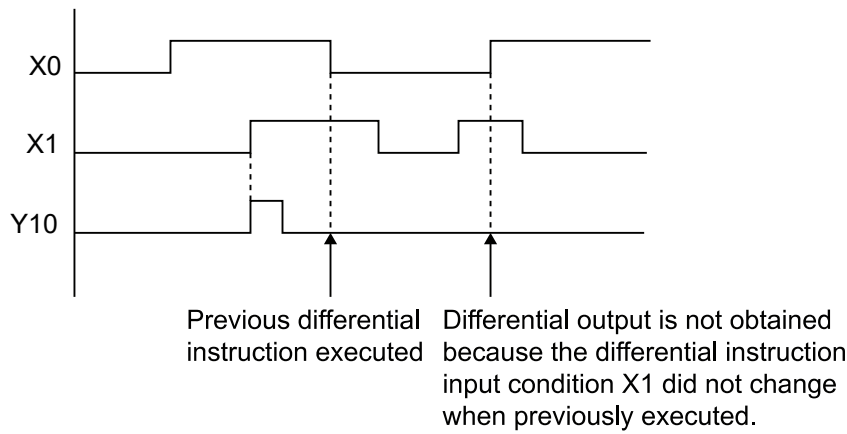 X0
X1
Y10
Previous differential
instruction executed
Differential output is not obtained
because the differential instruction
input condition X1 did not change
when previously executed.